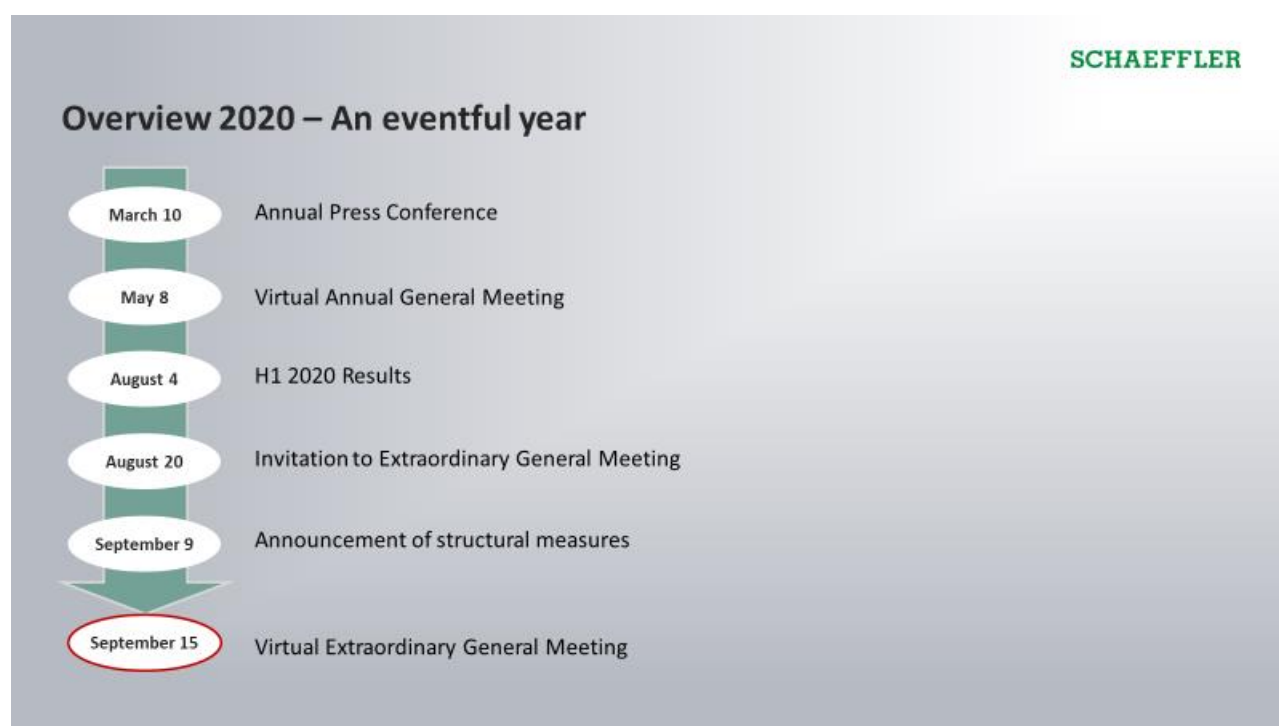 SCHAEFFLER
Overview 2020 – An eventful year
March 10
Annual Press Conference
May 8
Virtual Annual General Meeting
August 4
H1 2020 Results
August 20
Invitation to Extraordinary General Meeting
September 9
Announcement of structural measures
September 15
Virtual Extraordinary General Meeting